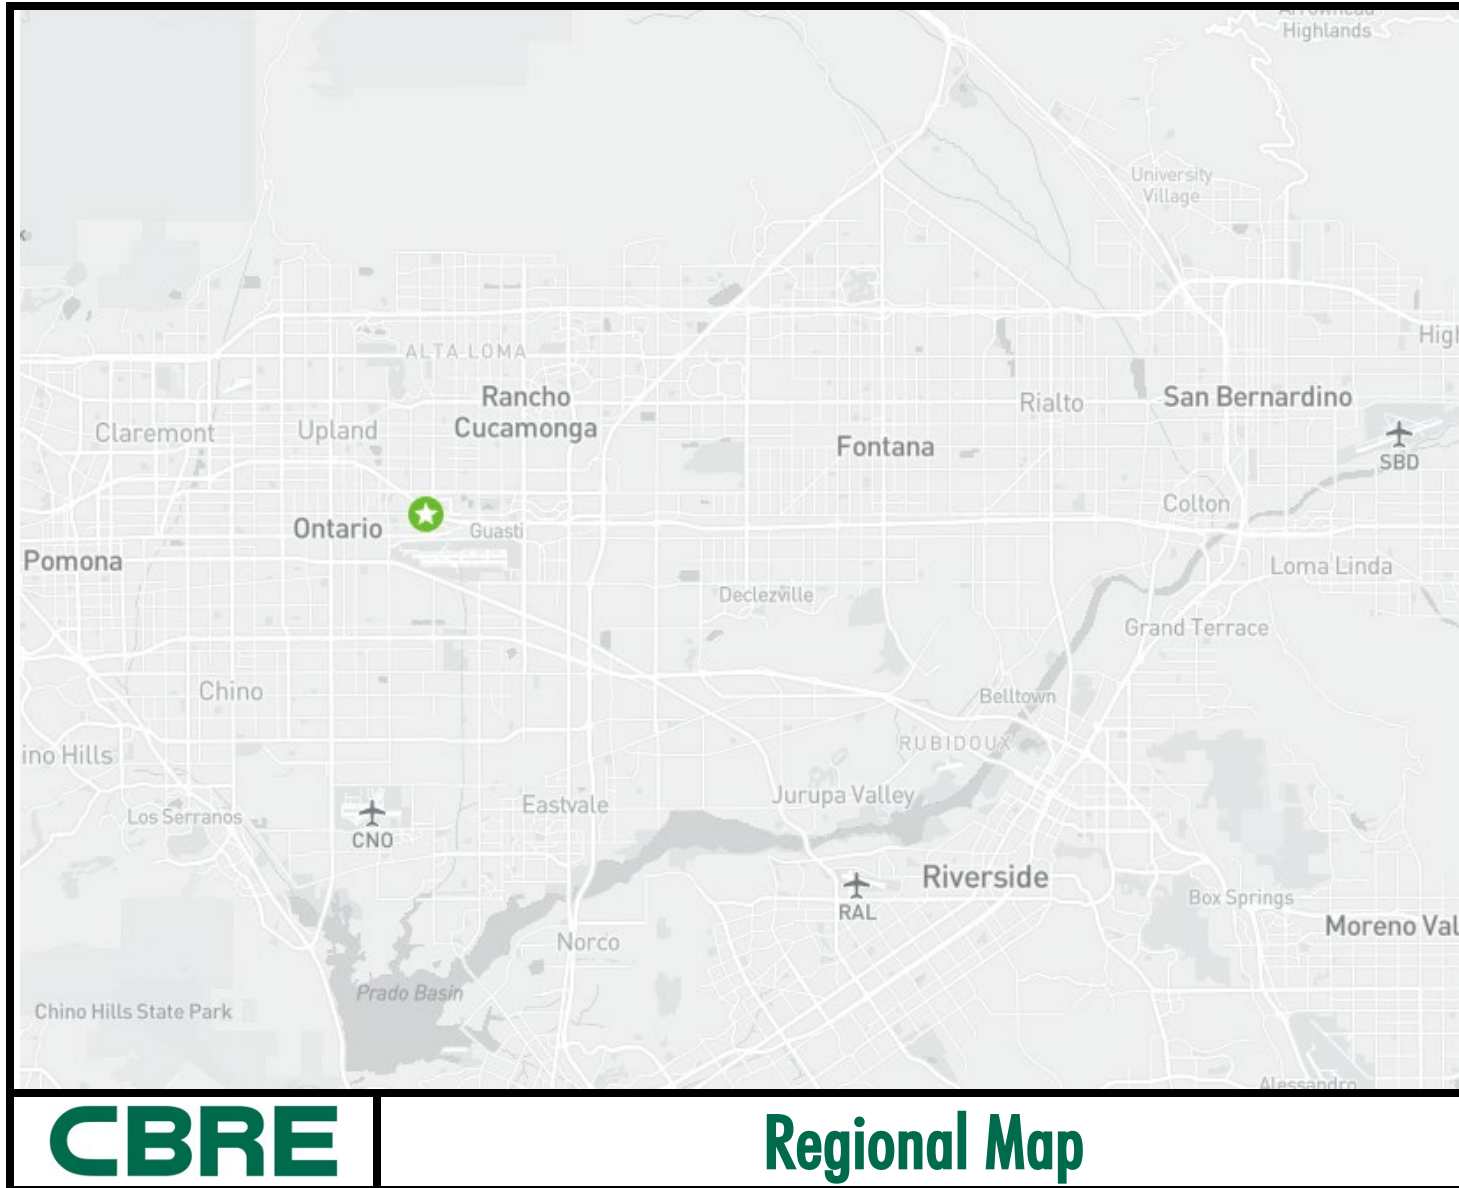 Highlands
University
Village
ALTA LOMA
Rancho
Cucamonga
Claremont
Upland
Fontana
Rialto
San Bernardino
SBD
Colton
Ontario
Guasti
Pomona
Declezville
Loma Linda
Grand Terrace
Chino
Belltown
RUBIDOUX
ino Hills
Los Serranos
CNO
Eastvale
Jurupa Valley
Riverside
RAL
Box Springs
Moreno Val
Norco
Prado Basin
Chino Hills State Park
Alessandro
CBRE
Regional Map